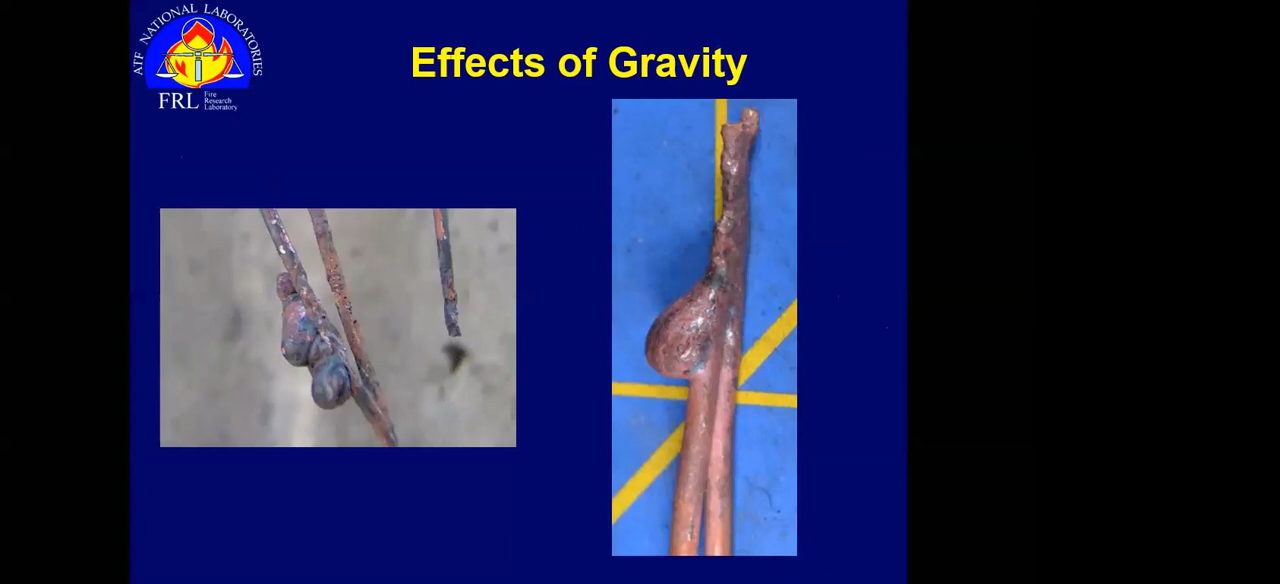 ATF NATIONAL LABORATORIES
FRL
Fire
Research
Laboratory
Effects of Gravity